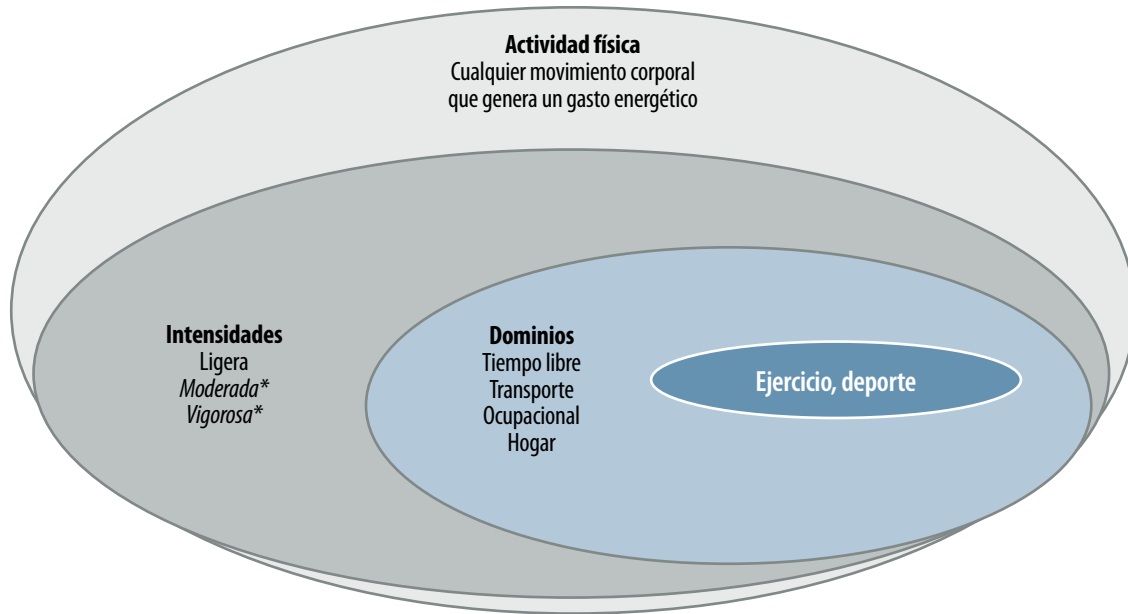 Actividad física
Cualquier movimiento corporal
que genera un gasto energético
Intensidades
Ligera
Moderada*
Vigorosa*
Dominios
Tiempo libre
Transporte
Ocupacional
Hogar
Ejercicio, deporte